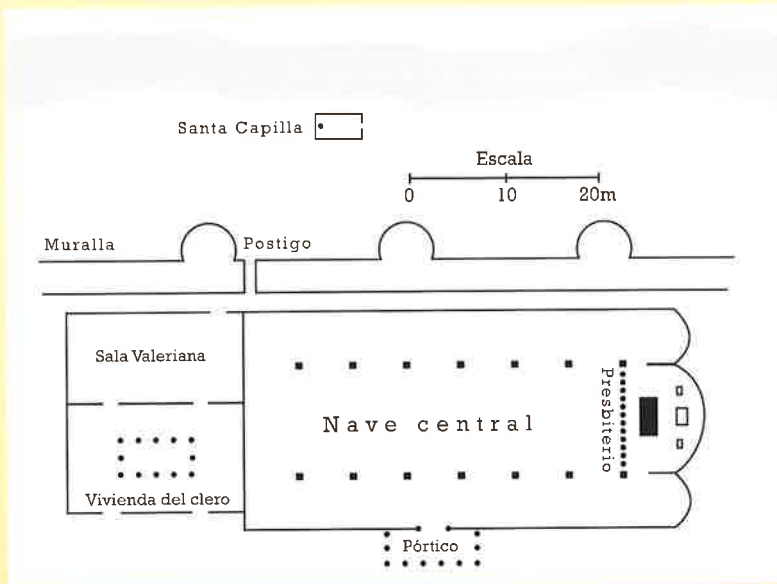 Santa Capilla
Escala
0 10 20m
Muralla
Postigo
Sala Valeriana
Presbiterio
Nave central
Vivienda del clero
Pórtico